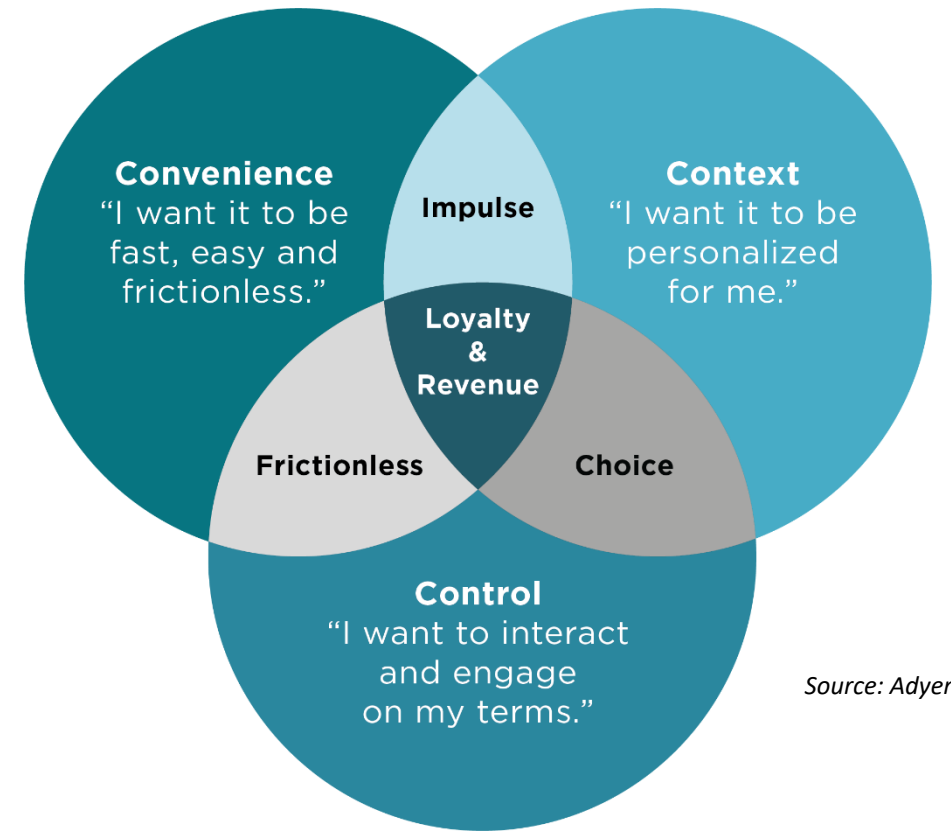 Convenience
“I want it to be
fast, easy and
frictionless.”
Impulse
Context
“I want it to be
personalized
for me.”
Loyalty
&
Revenue
Frictionless
Choice
Control
“I want to interact
and engage
on my terms.”
Source: Adyen